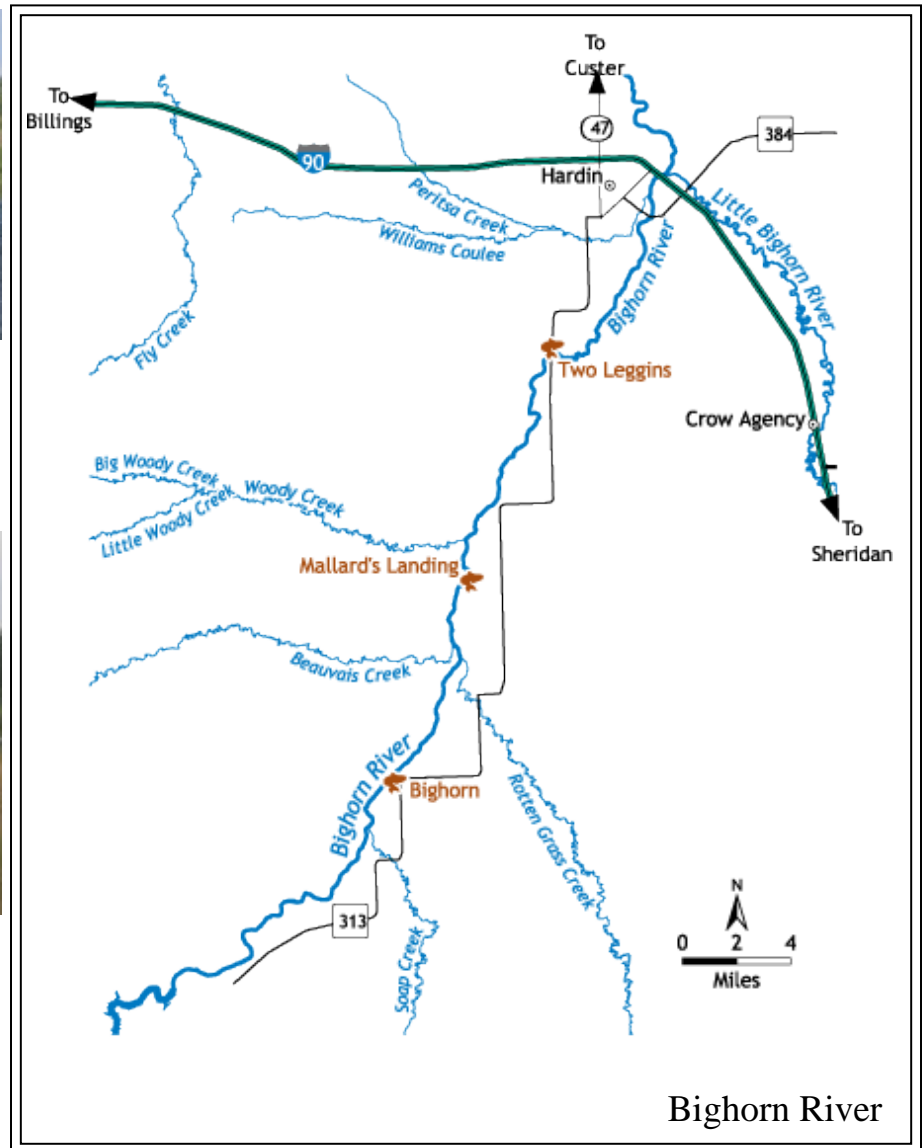 To
Custer
To
Billings
47
384
90
Hardin
Peritsa Creek
Williams Coulee
Little Bighorn River
Bighorn River
Fly Creek
Two Leggins
Crow Agency
Big Woody Creek
Woody Creek
Little Woody Creek
To
Sheridan
Mallard's Landing
Beauvais Creek
Bighorn River
Bighorn
Rotten Grass Creek
313
Soap Creek
N
0 2 4
Miles
Bighorn River